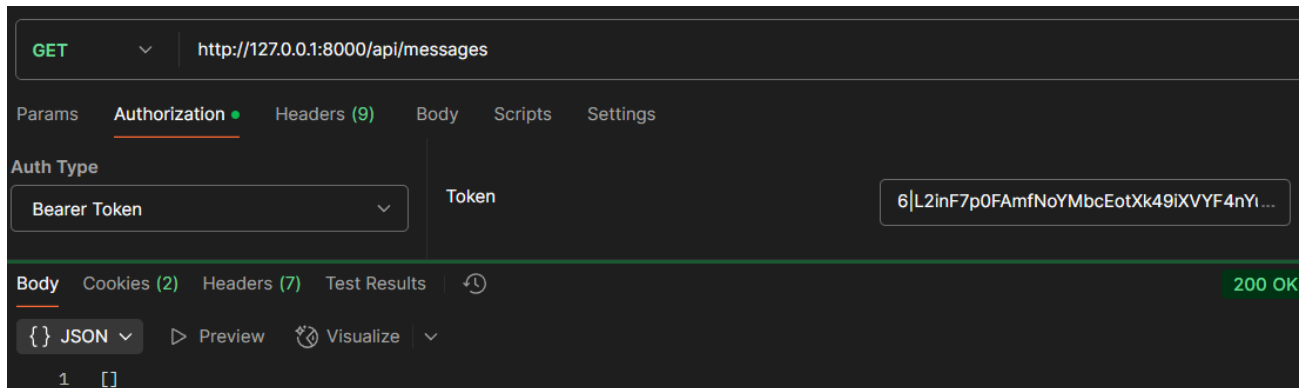 GET http://127.0.0.1:8000/api/messages
Params Authorization Headers (9) Body Scripts Settings
Auth Type
Bearer Token
Token
6|L2inF7p0FAmfNoYMbcEotXk49iXVYF4nY...
Body Cookies (2) Headers (7) Test Results
200 OK
{} JSON Preview Visualize
1 []